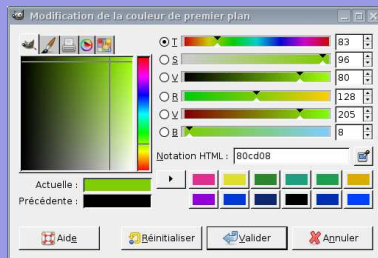 Modification de la couleur de premier plan
T 83
S 96
V 80
R 128
V 205
B 8
Notation HTML : 80cd08
Actuelle :
Précédente :
Aide
Réinitialiser
Valider
Annuler